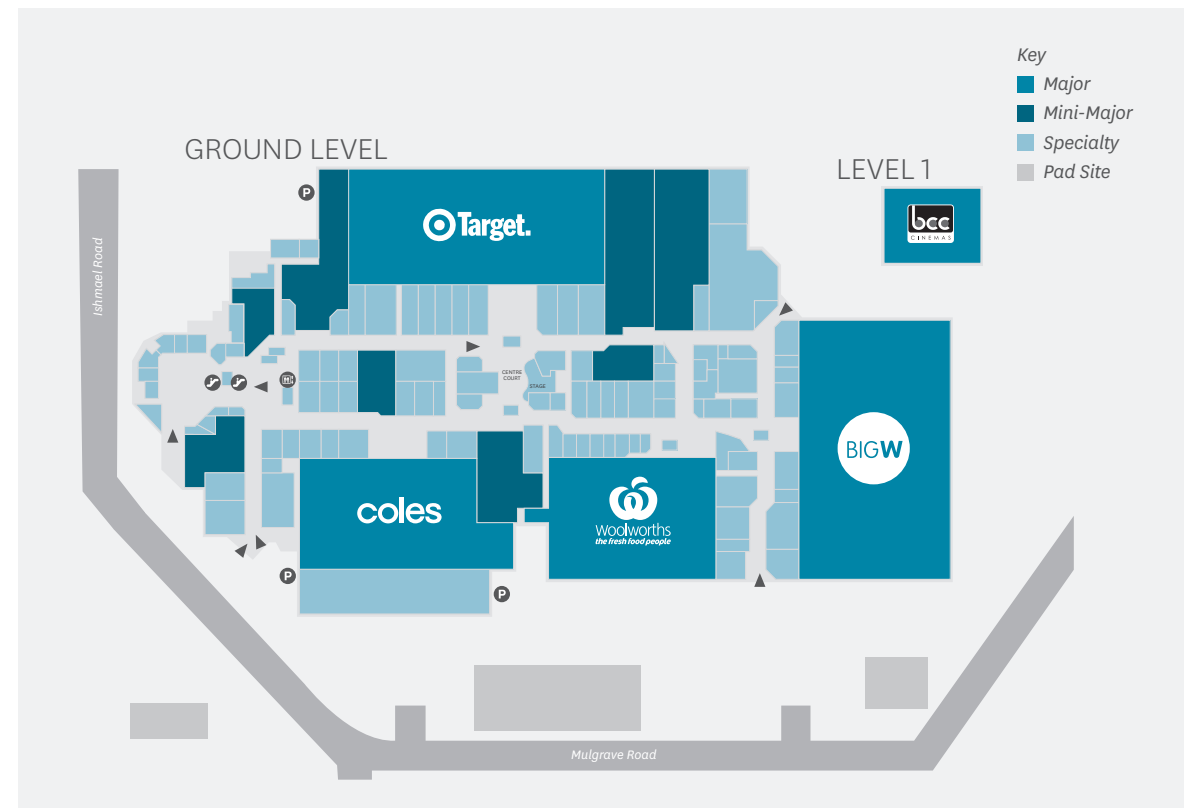 Key
Major
Mini-Major
Specialty
Pad Site
GROUND LEVEL
LEVEL 1
P
Target.
bcc
CINEMAS
Ishmael Road
CENTRE
COURT
STAGE
BIGW
coles
Woolworths
the fresh food people
P
P
Mulgrave Road